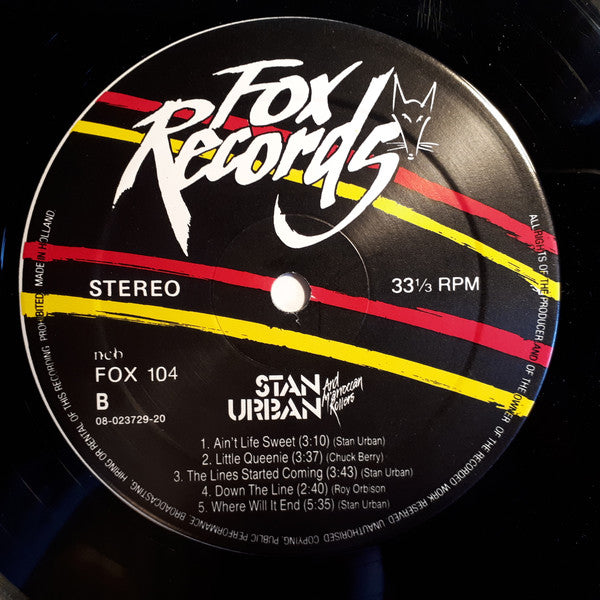 Fox
Records
STEREO
33⅓ RPM
ncb
FOX 104
B
08-023729-20
STAN
URBAN
And
Marroccan
Rollers
1. Ain't Life Sweet (3:10) (Stan Urban)
2. Little Queenie (3:37) (Chuck Berry)
3. The Lines Started Coming (3:43) (Stan Urban)
4. Down The Line (2:40) (Roy Orbison
5. Where Will It End (5:35) (Stan Urban)
ALL RIGHTS OF THE PRODUCER AND OF THE OWNER OF THE RECORDED WORK RESERVED. UNAUTHORISED COPYING, PUBLIC PERFORMANCE, BROADCASTING, HIRING OR RENTAL OF THIS RECORDING PROHIBITED. MADE IN HOLLAND